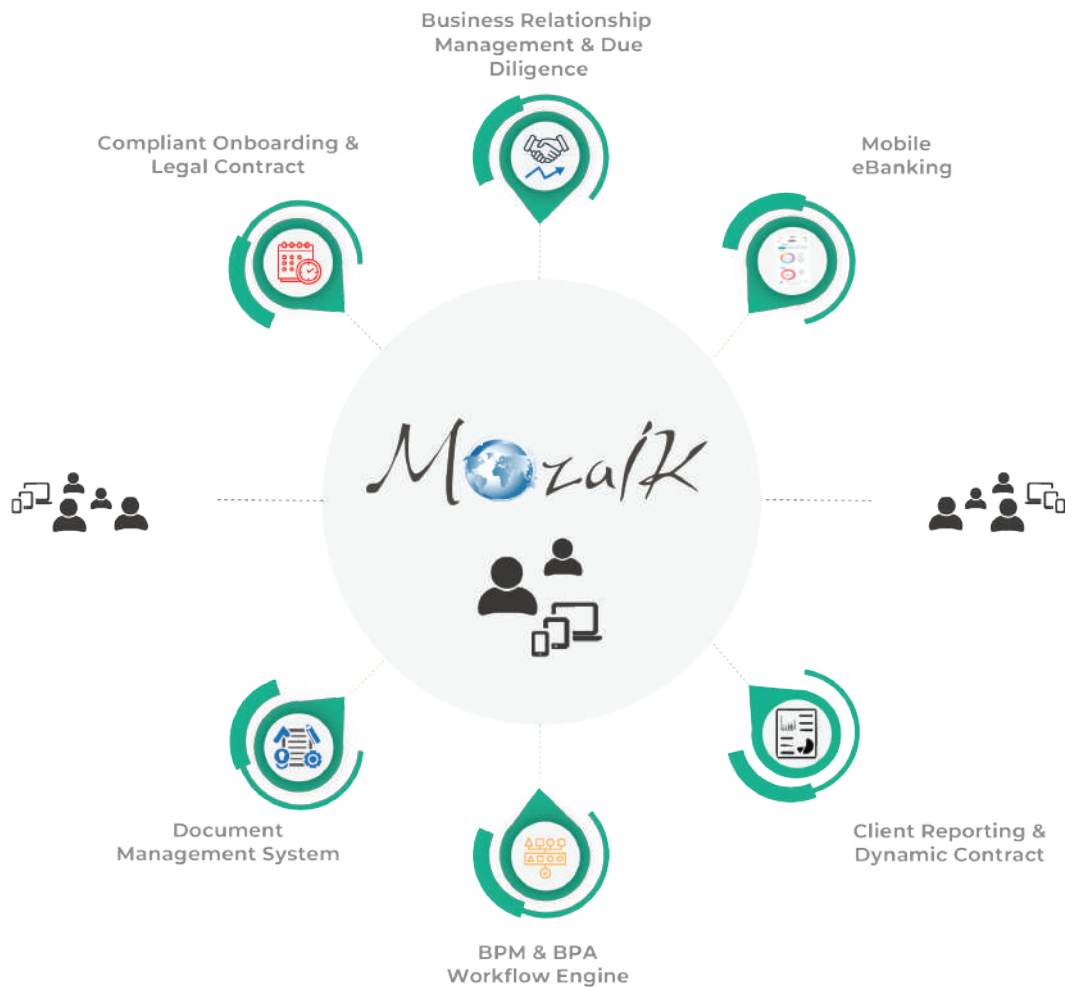 Business Relationship
Management & Due
Diligence
Compliant Onboarding &
Legal Contract
Mobile
eBanking
Mozaik
Document
Management System
Client Reporting &
Dynamic Contract
BPM & BPA
Workflow Engine